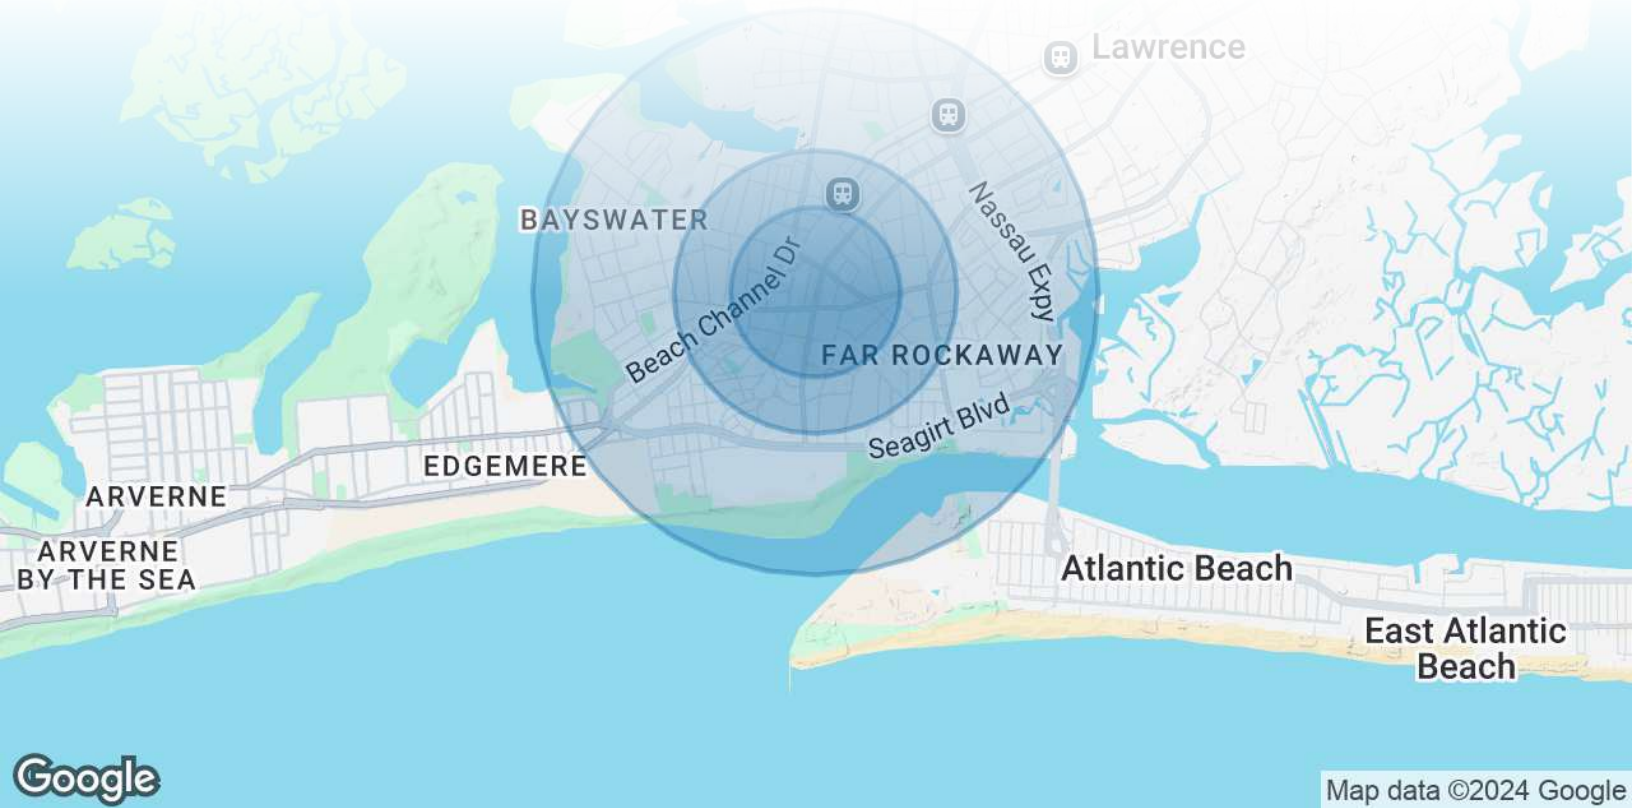 Lawrence
BAYSWATER
Nassau Expy
Beach Channel Dr
FAR ROCKAWAY
Seagirt Blvd
EDGEMERE
ARVERNE
ARVERNE
BY THE SEA
Atlantic Beach
East Atlantic
Beach
Google
Map data ©2024 Google